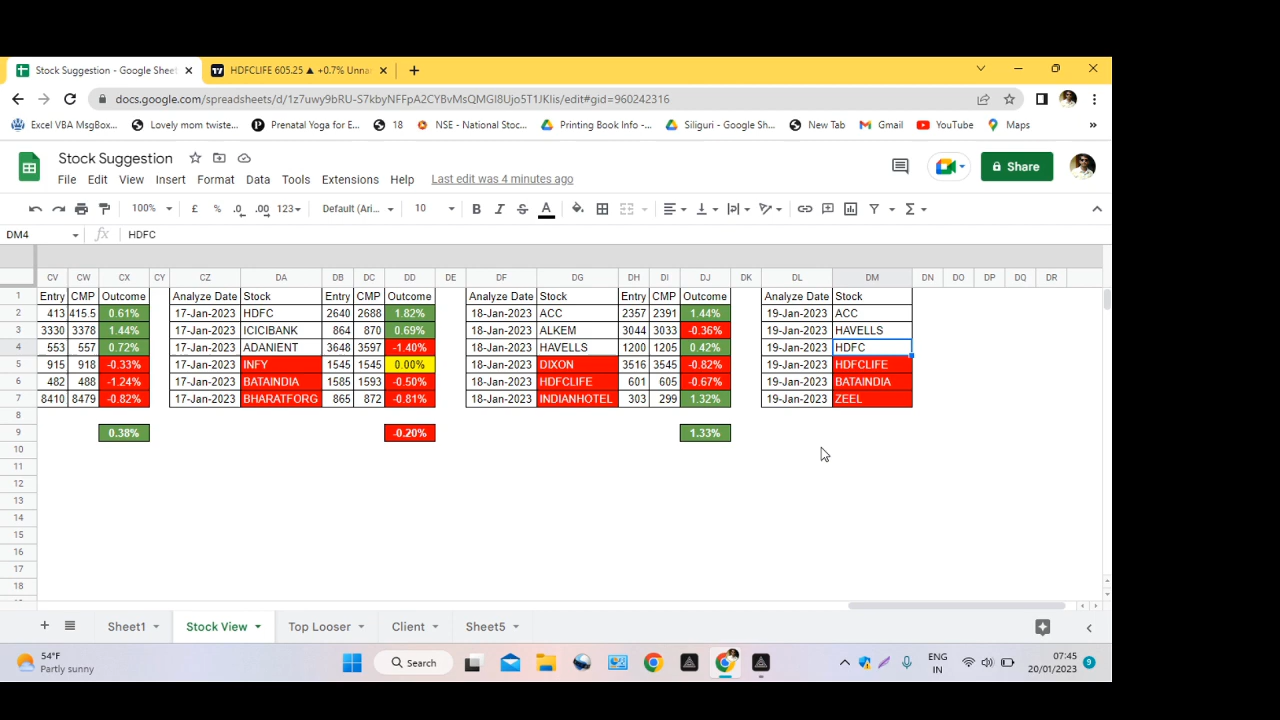 Stock Suggestion - Google Sheet
HDFCLIFE 605.25 ▲ +0.7% Unna
docs.google.com/spreadsheets/d/1z7uwy9bRU-S7kbyNFFpA2CYBvMsQMGI8Ujo5T1JKIis/edit#gid=960242316
Excel VBA MsgBox... Lovely mom twiste... Prenatal Yoga for E... 18 NSE - National Stoc... Printing Book Info -... Siliguri - Google Sh... New Tab Gmail YouTube Maps »
Stock Suggestion
File Edit View Insert Format Data Tools Extensions Help Last edit was 4 minutes ago
Share
100% £ % .0 .00 123 Default (Ari... 10 B I S A
DM4 fx HDFC
CV CW CX CY CZ DA DB DC DD DE DF DG DH DI DJ DK DL DM DN DO DP DQ DR
1 Entry CMP Outcome Analyze Date Stock Entry CMP Outcome Analyze Date Stock Entry CMP Outcome Analyze Date Stock
2 413 415.5 0.61% 17-Jan-2023 HDFC 2640 2688 1.82% 18-Jan-2023 ACC 2357 2391 1.44% 19-Jan-2023 ACC
3 3330 3378 1.44% 17-Jan-2023 ICICIBANK 864 870 0.69% 18-Jan-2023 ALKEM 3044 3033 -0.36% 19-Jan-2023 HAVELLS
4 553 557 0.72% 17-Jan-2023 ADANIENT 3648 3597 -1.40% 18-Jan-2023 HAVELLS 1200 1205 0.42% 19-Jan-2023 HDFC
5 915 918 -0.33% 17-Jan-2023 INFY 1545 1545 0.00% 18-Jan-2023 DIXON 3516 3545 -0.82% 19-Jan-2023 HDFCLIFE
6 482 488 -1.24% 17-Jan-2023 BATAINDIA 1585 1593 -0.50% 18-Jan-2023 HDFCLIFE 601 605 -0.67% 19-Jan-2023 BATAINDIA
7 8410 8479 -0.82% 17-Jan-2023 BHARATFORG 865 872 -0.81% 18-Jan-2023 INDIANHOTEL 303 299 1.32% 19-Jan-2023 ZEEL
8
9 0.38% -0.20% 1.33%
10
11
12
13
14
15
16
17
18
Sheet1 Stock View Top Looser Client Sheet5
54°F
Partly sunny
Search
ENG
IN
07:45
20/01/2023
9